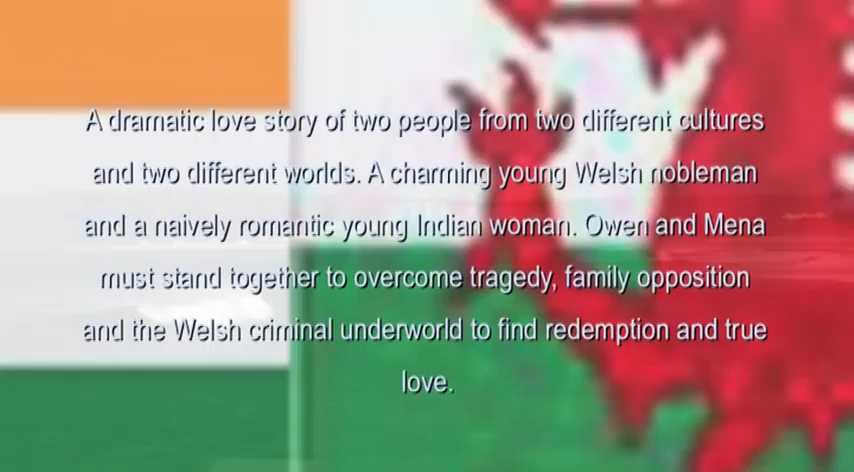 A dramatic love story of two people from two different cultures
and two different worlds. A charming young Welsh nobleman
and a naively romantic young Indian woman. Owen and Mena
must stand together to overcome tragedy, family opposition
and the Welsh criminal underworld to find redemption and true
love.